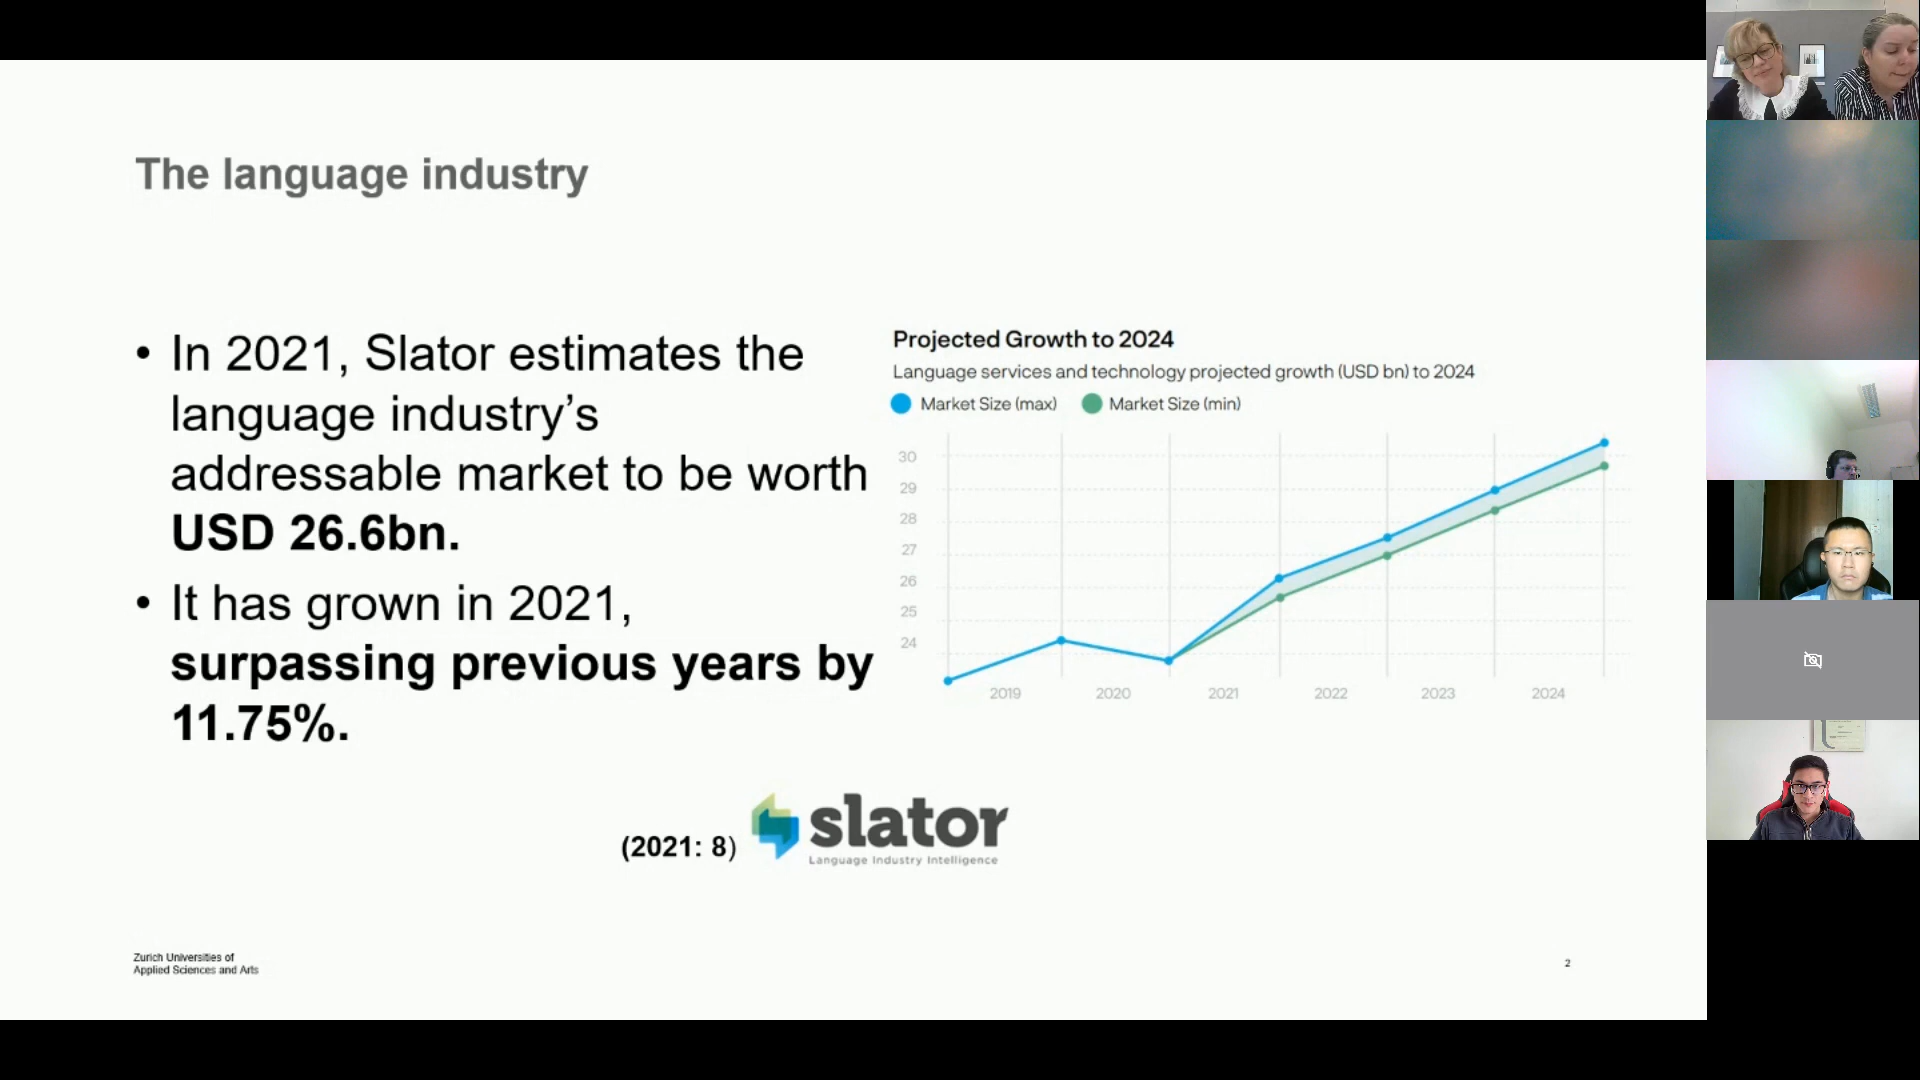 The language industry
• In 2021, Slator estimates the
language industry’s
addressable market to be worth
USD 26.6bn.
• It has grown in 2021,
surpassing previous years by
11.75%.
Projected Growth to 2024
Language services and technology projected growth (USD bn) to 2024
Market Size (max) Market Size (min)
30
29
28
27
26
25
24
2019 2020 2021 2022 2023 2024
(2021: 8)
slator
Language Industry Intelligence
Zurich Universities of
Applied Sciences and Arts
2